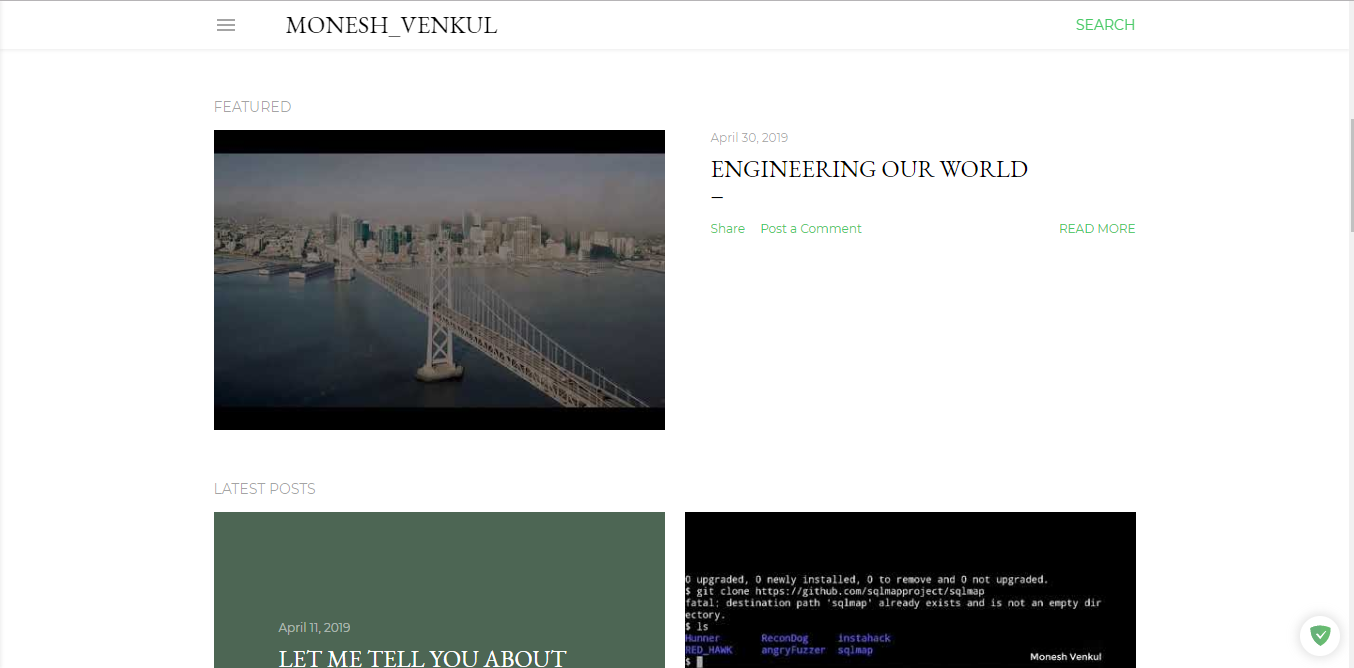 MONESH_VENKUL
SEARCH
FEATURED
April 30, 2019
ENGINEERING OUR WORLD
Share Post a Comment
READ MORE
LATEST POSTS
April 11, 2019
LET ME TELL YOU ABOUT
0 upgraded, 0 newly installed, 0 to remove and 0 not upgraded.
$ git clone https://github.com/sqlmapproject/sqlmap
fatal: destination path 'sqlmap' already exists and is not an empty dir
ectory.
$ ls
Hunner ReconDog instahack
RED_HAWK angryFuzzer sqlmap
$
Monesh Venkul